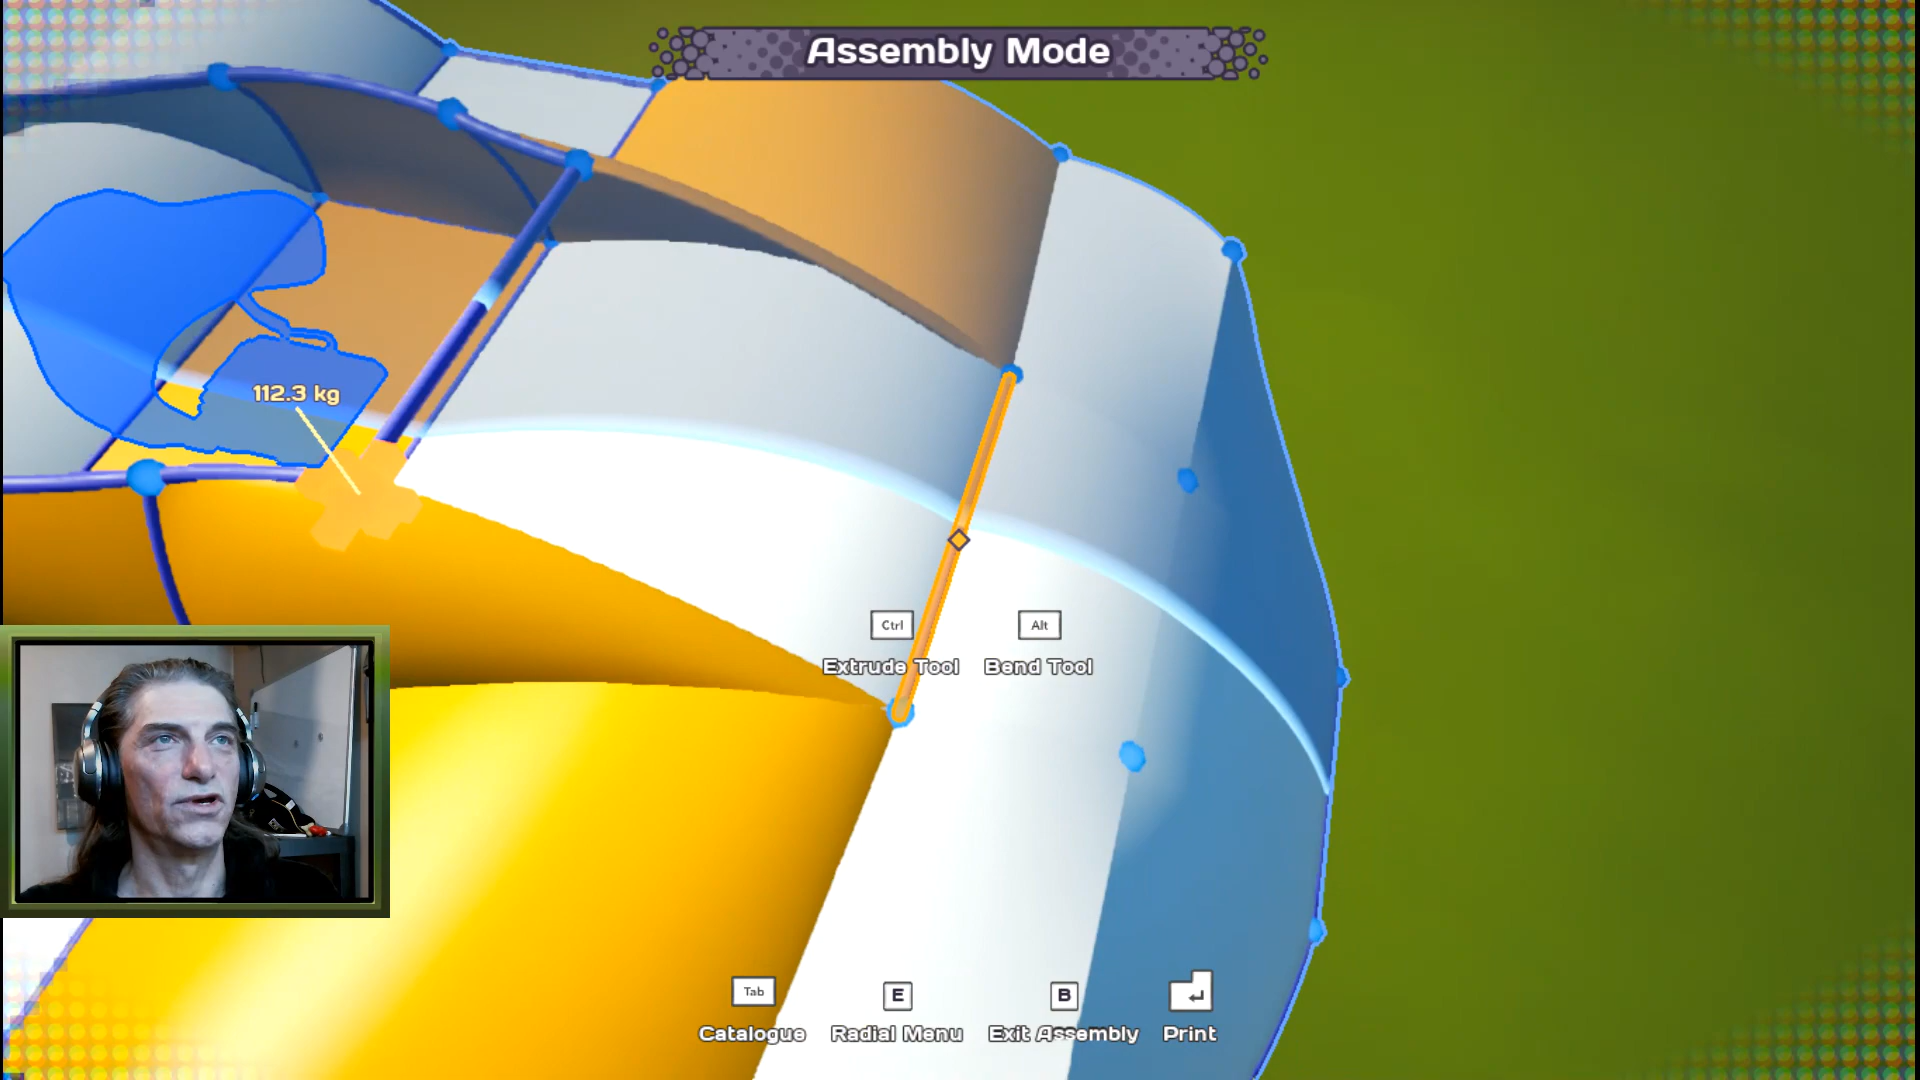 Assembly Mode
112.3 kg
Ctrl
Alt
Extrude Tool
Bend Tool
Tab
E
B
Catalogue
Radial Menu
Exit Assembly
Print